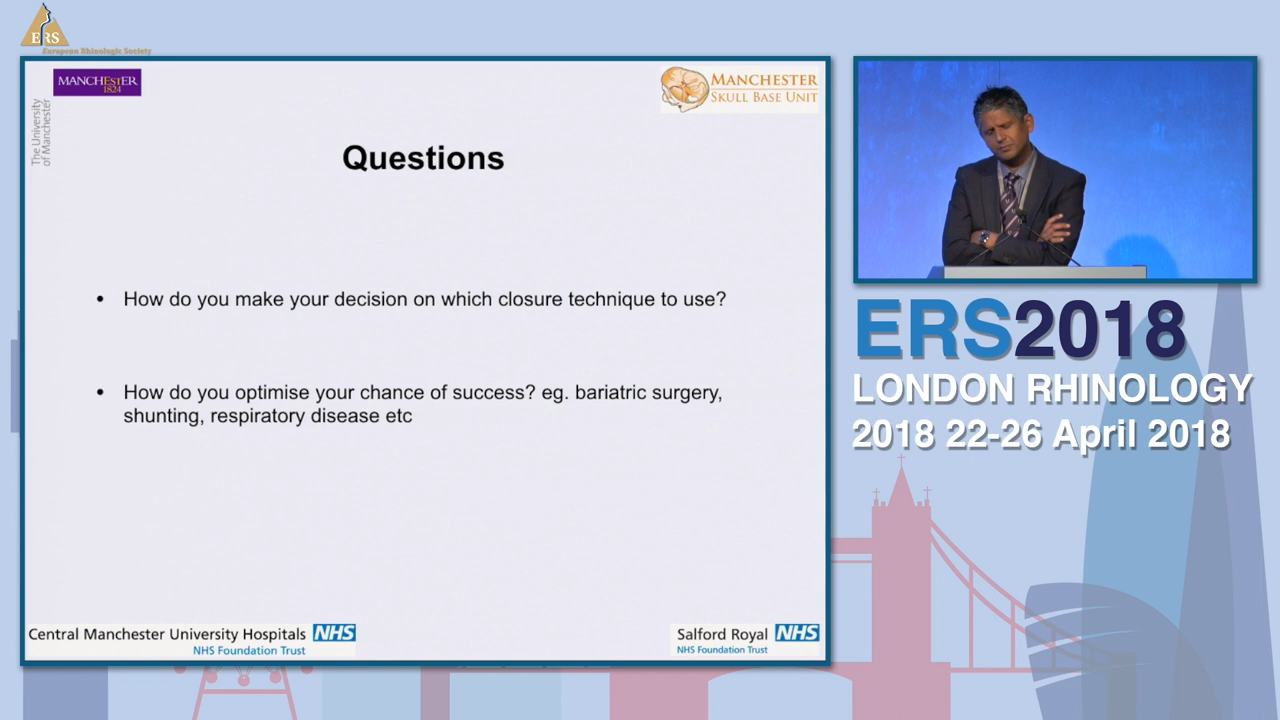 ERS
European Rhinologic Society
MANCHESTER
1824
The University
of Manchester
MANCHESTER
SKULL BASE UNIT
Questions
• How do you make your decision on which closure technique to use?
• How do you optimise your chance of success? eg. bariatric surgery,
shunting, respiratory disease etc
Central Manchester University Hospitals NHS
NHS Foundation Trust
Salford Royal NHS
NHS Foundation Trust
ERS2018
LONDON RHINOLOGY
2018 22-26 April 2018